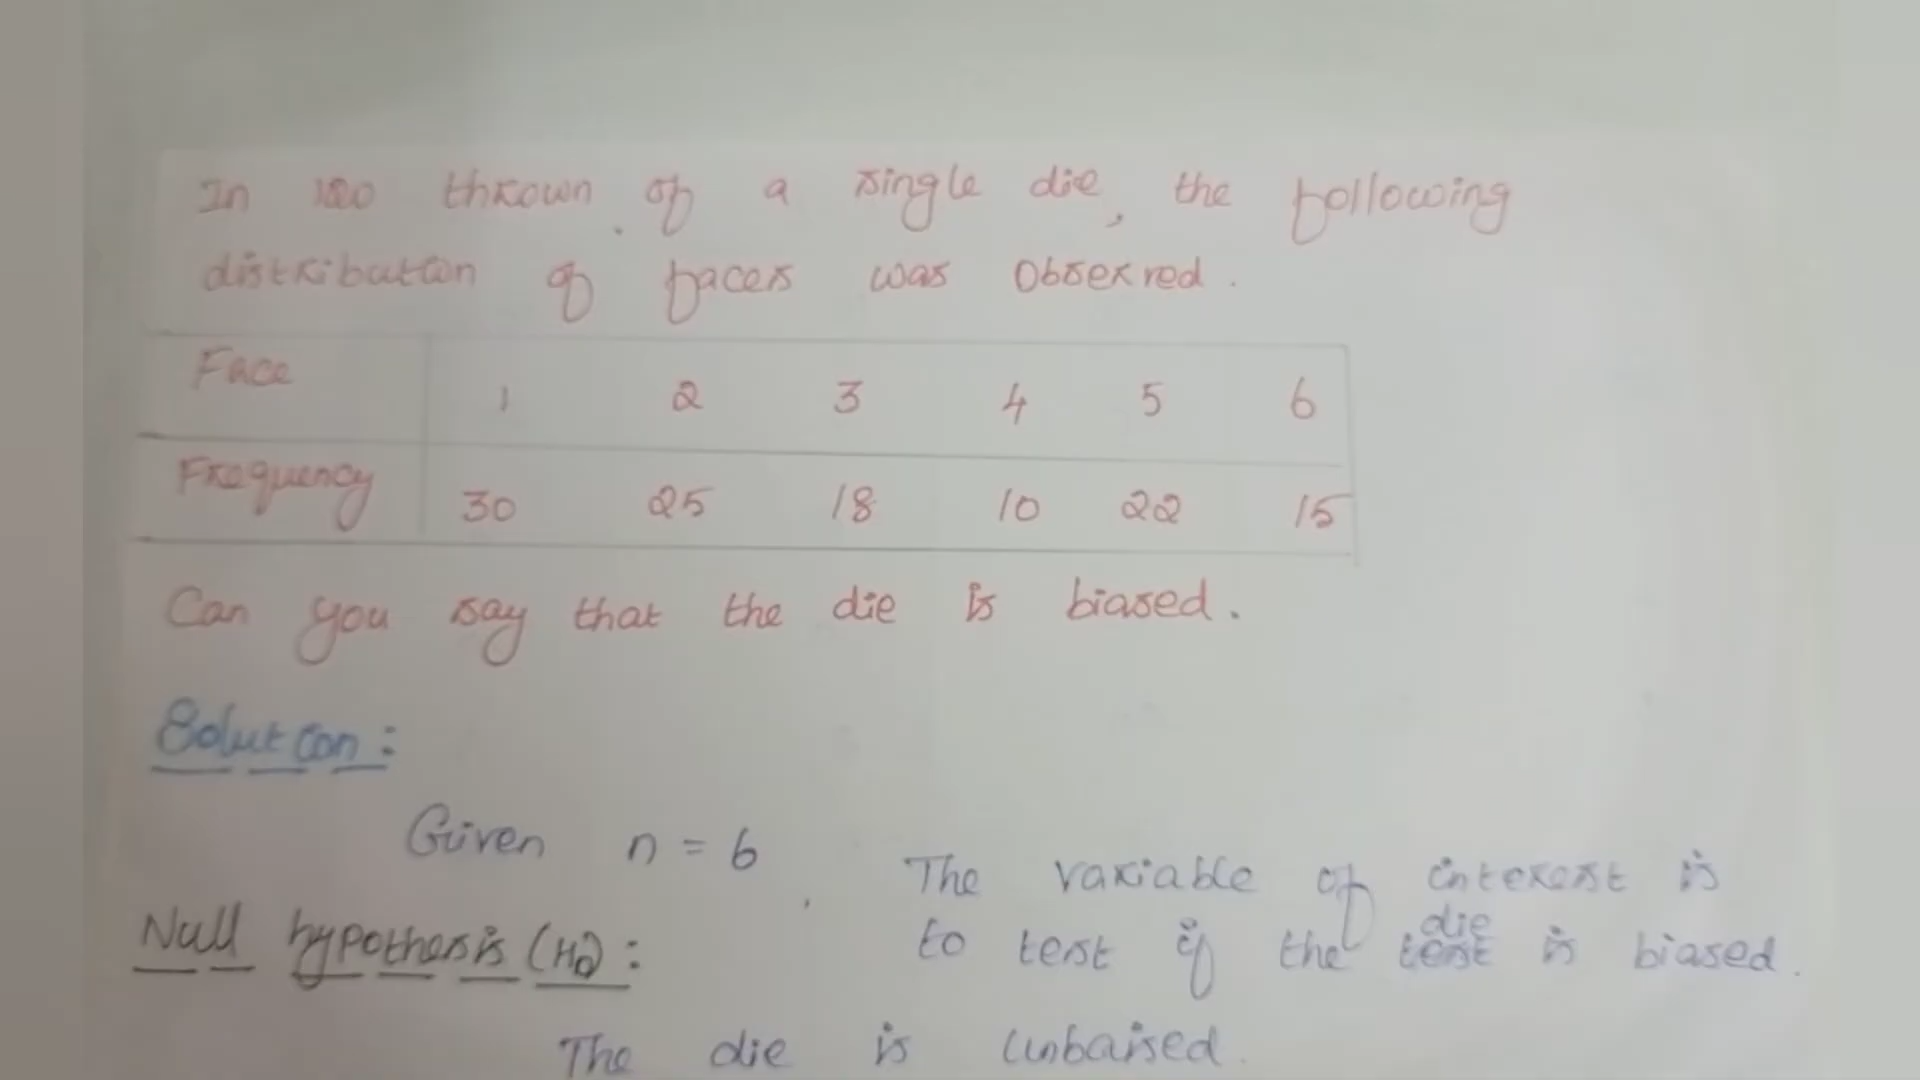 In 120 thrown of a single die, the following
distribution of faces was Observed.
Face 1 2 3 4 5 6
Frequency 30 25 18 10 22 15
Can you say that the die is biased.
Solution:
Given n = 6
The variable of interest is
to test if the die test is biased.
Null hypothesis (H0):
The die is unbaised.